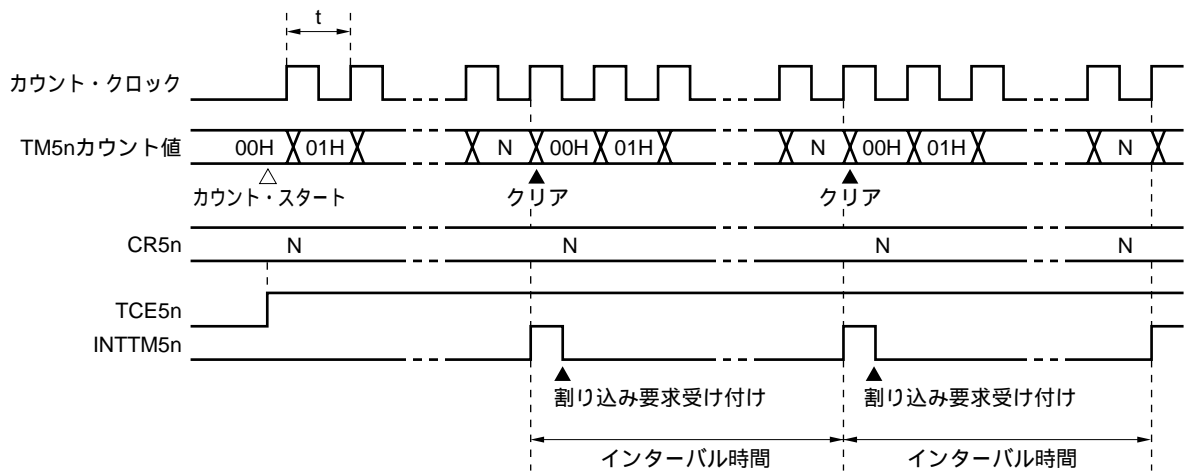 t
カウント・クロック
TM5nカウント値 00H 01H N 00H 01H N 00H 01H N
カウント・スタート クリア クリア
CR5n N N N N
TCE5n
INTTM5n
割り込み要求受け付け 割り込み要求受け付け
インターバル時間 インターバル時間